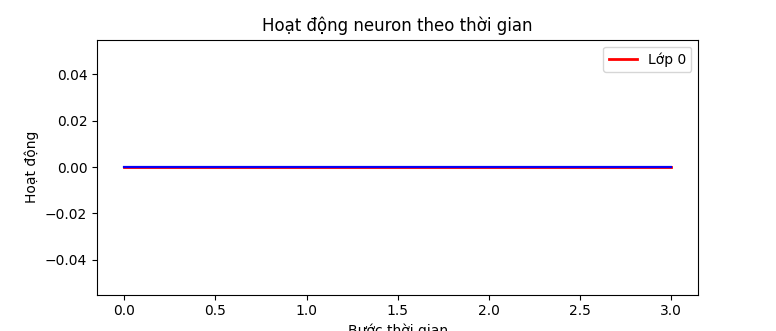 Hoạt động neuron theo thời gian
Lớp 0
Hoạt động
0.04
0.02
0.00
−0.02
−0.04
0.0 0.5 1.0 1.5 2.0 2.5 3.0
Bước thời gian